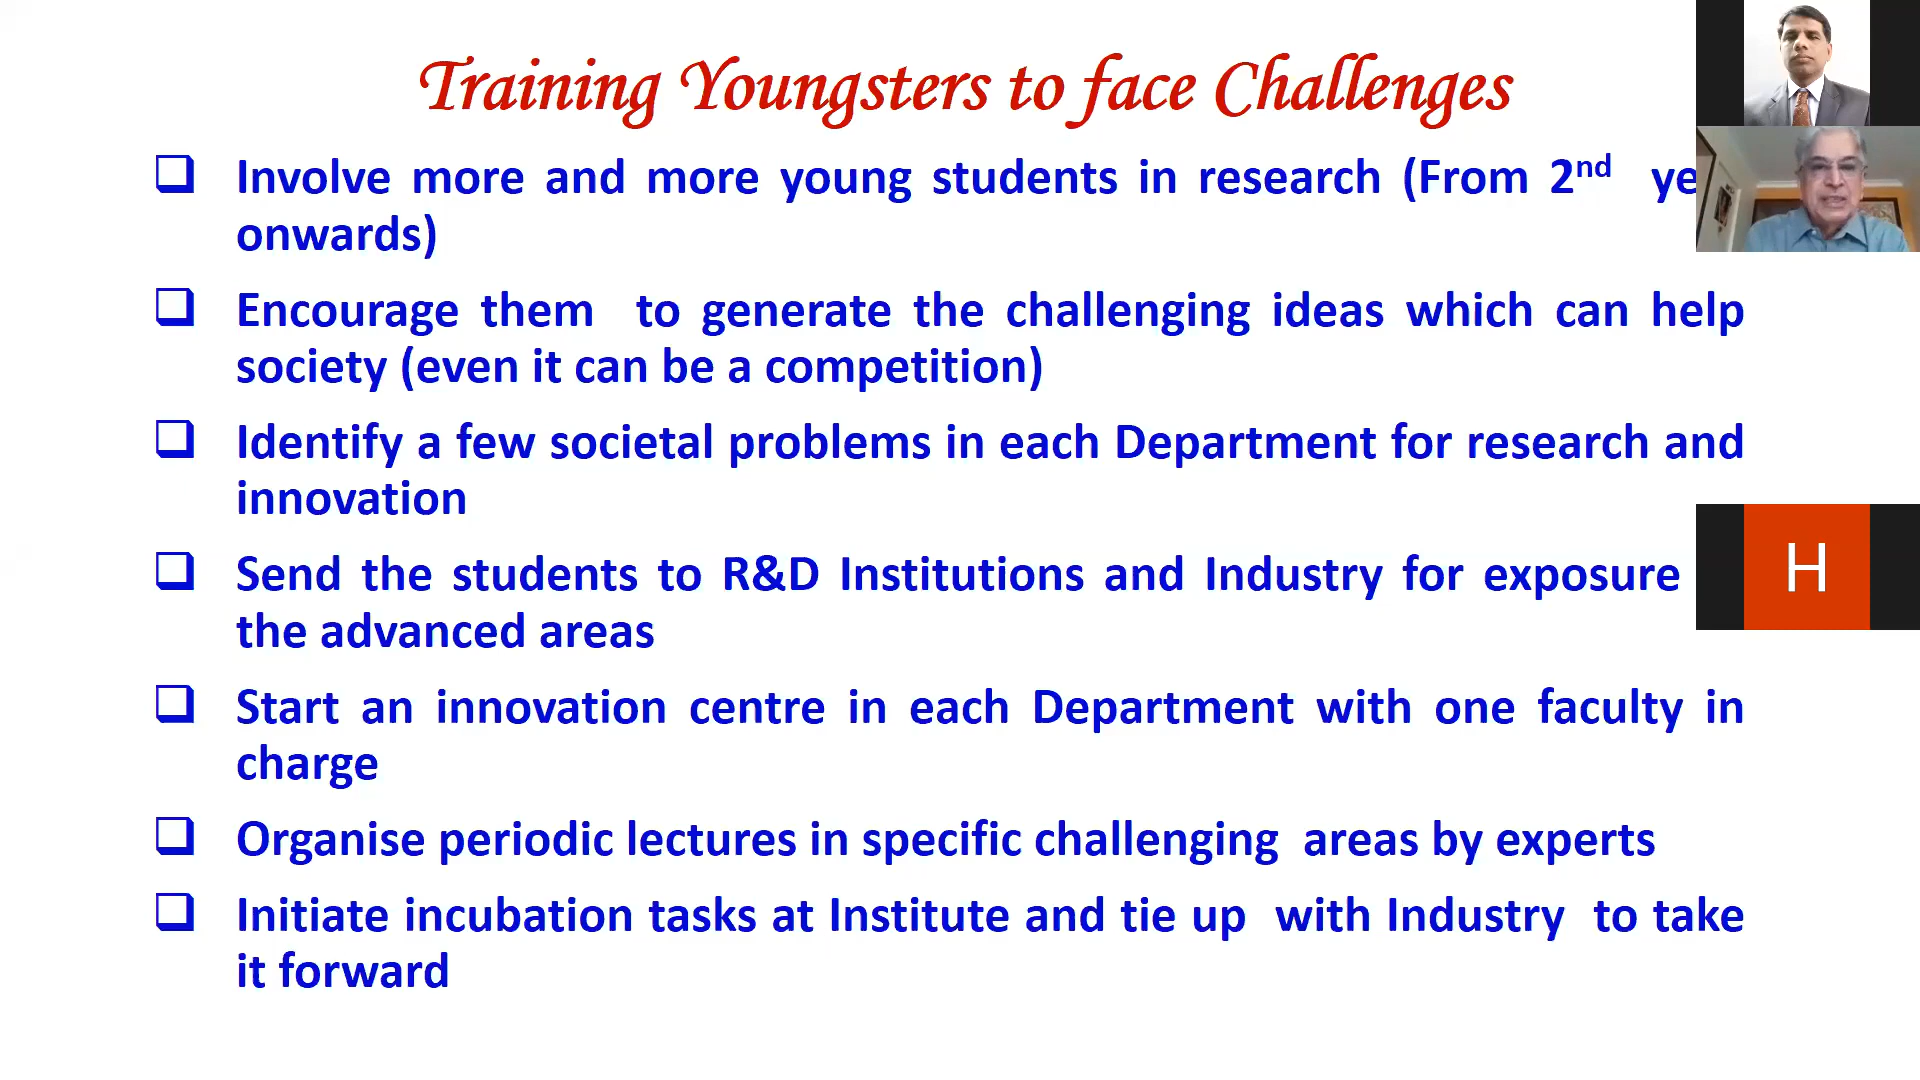 Training Youngsters to face Challenges
Involve more and more young students in research (From 2nd
onwards)
Encourage them to generate the challenging ideas which can help
society (even it can be a competition)
Identify a few societal problems in each Department for research and
innovation
Send the students to R&D Institutions and Industry for exposure
the advanced areas
Start an innovation centre in each Department with one faculty in
charge
Organise periodic lectures in specific challenging areas by experts
Initiate incubation tasks at Institute and tie up with Industry to take
it forward
H